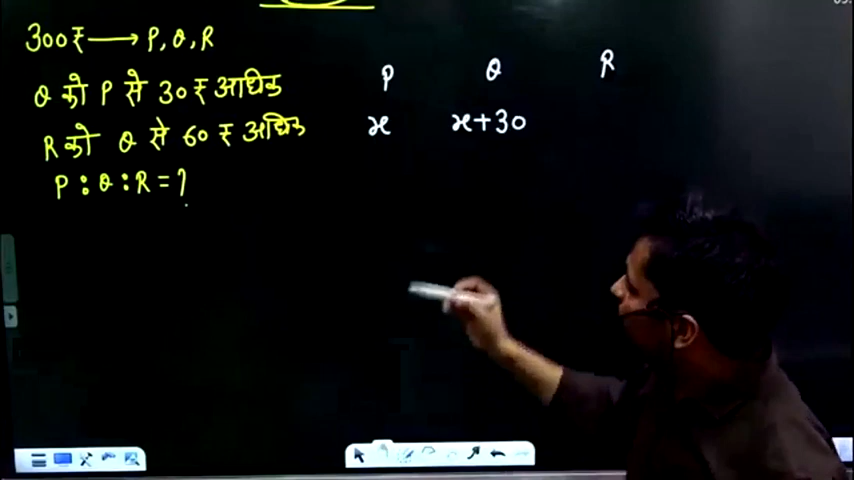 300₹ → P, Q, R
Q को P से 30 ₹ अधिक
R को Q से 60 ₹ अधिक
P : Q : R = ?
P Q R
x x+30